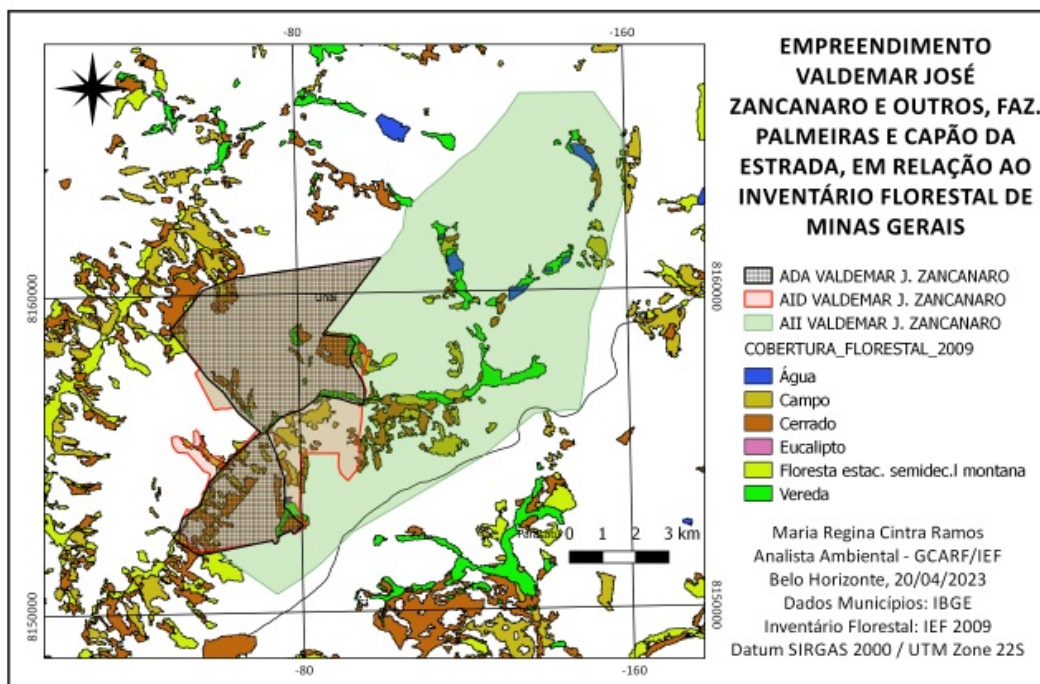 -80
-160
EMPREENDIMENTO
VALDEMAR JOSÉ
ZANCANARO E OUTROS, FAZ.
PALMEIRAS E CAPÃO DA
ESTRADA, EM RELAÇÃO AO
INVENTÁRIO FLORESTAL DE
MINAS GERAIS
8160000
8160000
Unaí
ADA VALDEMAR J. ZANCANARO
AID VALDEMAR J. ZANCANARO
AII VALDEMAR J. ZANCANARO
COBERTURA_FLORESTAL_2009
Água
Campo
Cerrado
Eucalipto
Floresta estac. semidec.l montana
Vereda
0 1 2 3 km
8150000
8150000
-80
-160
Maria Regina Cintra Ramos
Analista Ambiental - GCARF/IEF
Belo Horizonte, 20/04/2023
Dados Municípios: IBGE
Inventário Florestal: IEF 2009
Datum SIRGAS 2000 / UTM Zone 22S